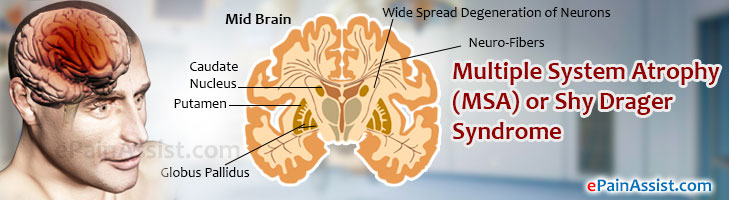 Mid Brain
Wide Spread Degeneration of Neurons
Neuro-Fibers
Caudate
Nucleus
Putamen
Globus Pallidus
Multiple System Atrophy
(MSA) or Shy Drager
Syndrome
ePainAssist.com
ePainAssist.com